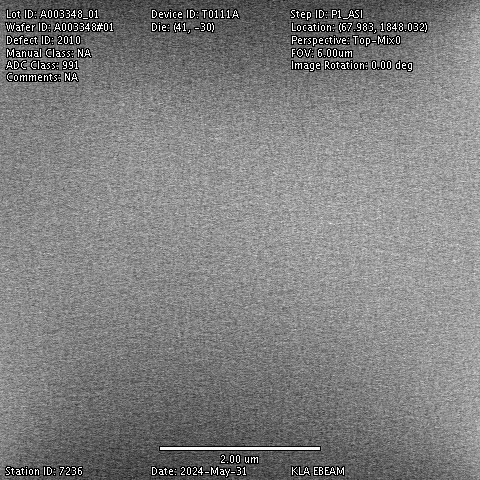 Lot ID: A003348_01 Device ID: T0111A Step ID: P1_ASI
Wafer ID: A003348#01 Die: (41, -30) Location: (67.983, 1848.032)
Defect ID: 2010 Perspective: Top-Mix0
Manual Class: NA FOV: 6.00um
ADC Class: 991 Image Rotation: 0.00 deg
Comments: NA
2.00 um
Station ID: 7236 Date: 2024-May-31 KLA EBEAM